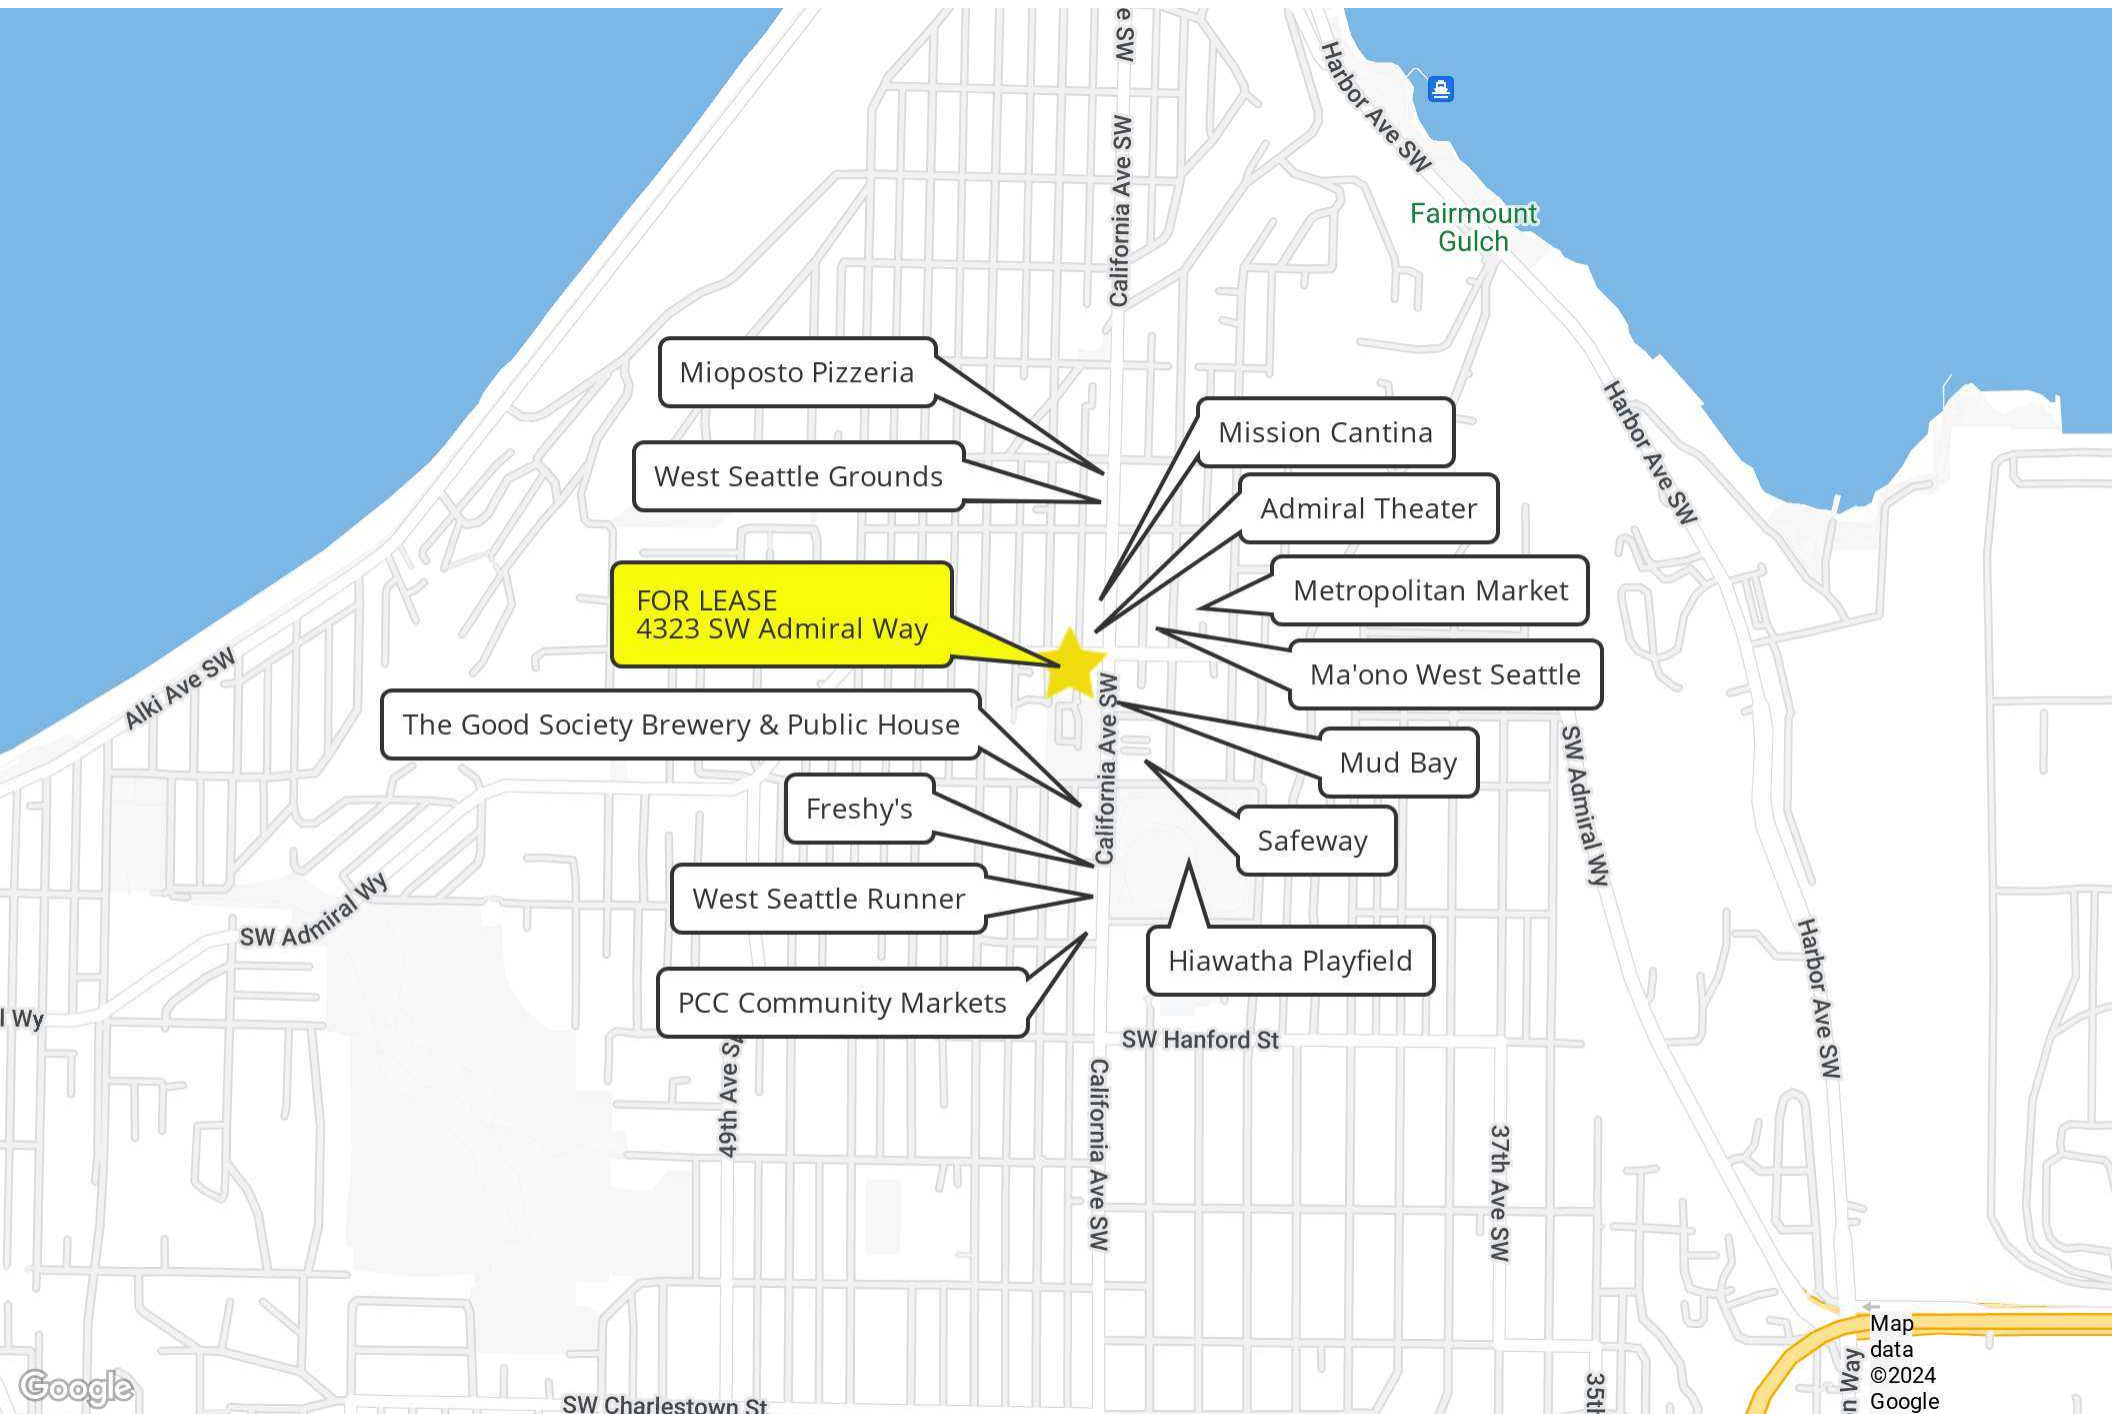 e SW
Harbor Ave SW
California Ave SW
Fairmount
Gulch
Mioposto Pizzeria
Mission Cantina
West Seattle Grounds
Admiral Theater
Harbor Ave SW
FOR LEASE
4323 SW Admiral Way
Metropolitan Market
Ma'ono West Seattle
Alki Ave SW
The Good Society Brewery & Public House
California Ave SW
Mud Bay
SW Admiral Wy
Freshy's
Safeway
West Seattle Runner
SW Admiral Wy
Hiawatha Playfield
PCC Community Markets
Harbor Ave SW
l Wy
SW Hanford St
49th Ave S
California Ave SW
37th Ave SW
Map
data
©2024
Google
n Way
35th
Google
SW Charlestown St